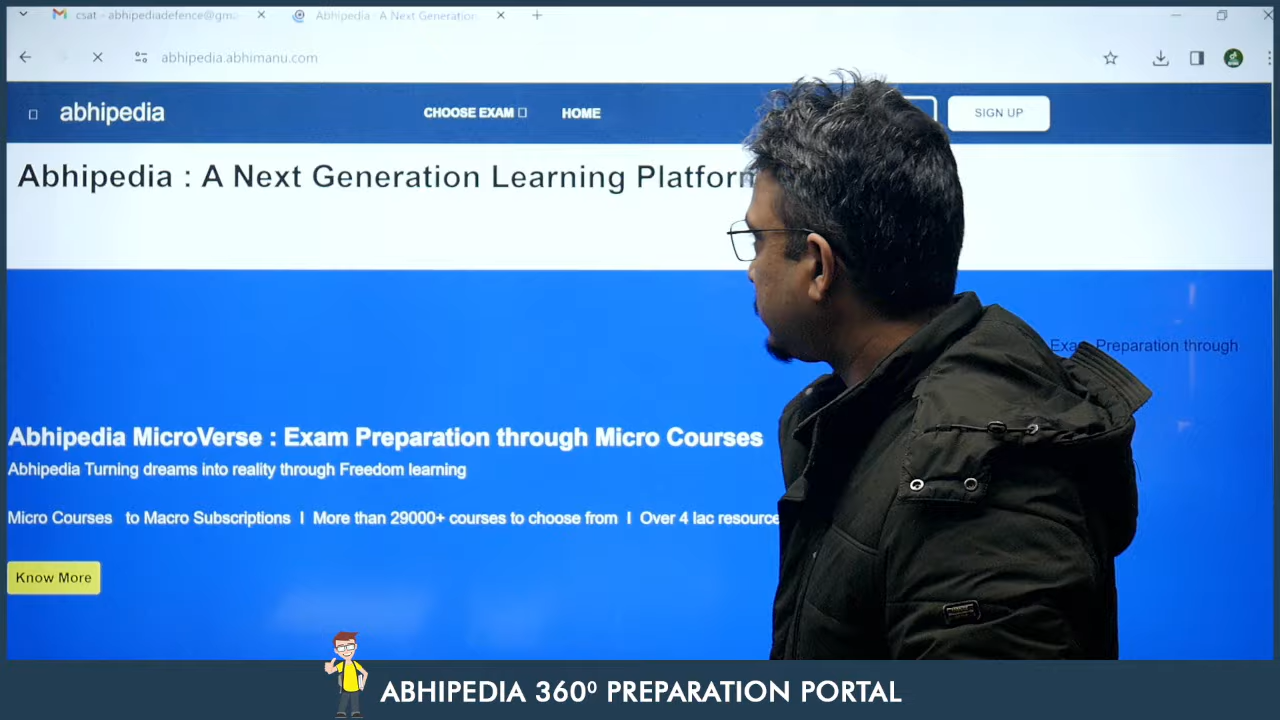 csat - abhipediadefence@gma
Abhipedia : A Next Generation
abhipedia.abhimanu.com
abhipedia
CHOOSE EXAM
HOME
SIGN UP
Abhipedia : A Next Generation Learning Platform
Exam Preparation through
Abhipedia MicroVerse : Exam Preparation through Micro Courses
Abhipedia Turning dreams into reality through Freedom learning
Micro Courses to Macro Subscriptions I More than 29000+ courses to choose from I Over 4 lac resource
Know More
ABHIPEDIA 360⁰ PREPARATION PORTAL